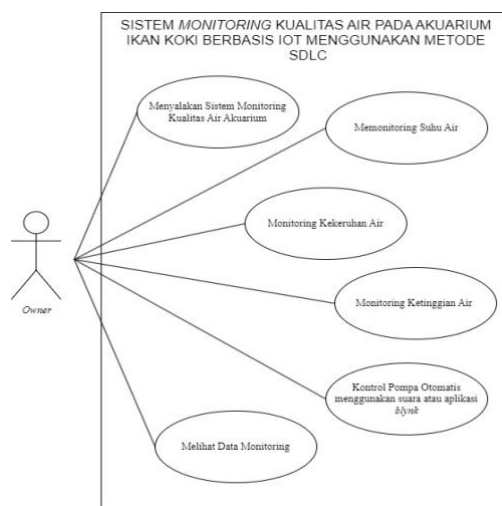 SISTEM MONITORING KUALITAS AIR PADA AKUARIUM
IKAN KOKI BERBASIS IOT MENGGUNAKAN METODE
SDLC
Menyalakan Sistem Monitoring
Kualitas Air Akuarium
Memonitoring Suhu Air
Monitoring Kekeruhan Air
Monitoring Ketinggian Air
Owner
Kontrol Pompa Otomatis
menggunakan suara atau aplikasi
blynk
Melihat Data Monitoring